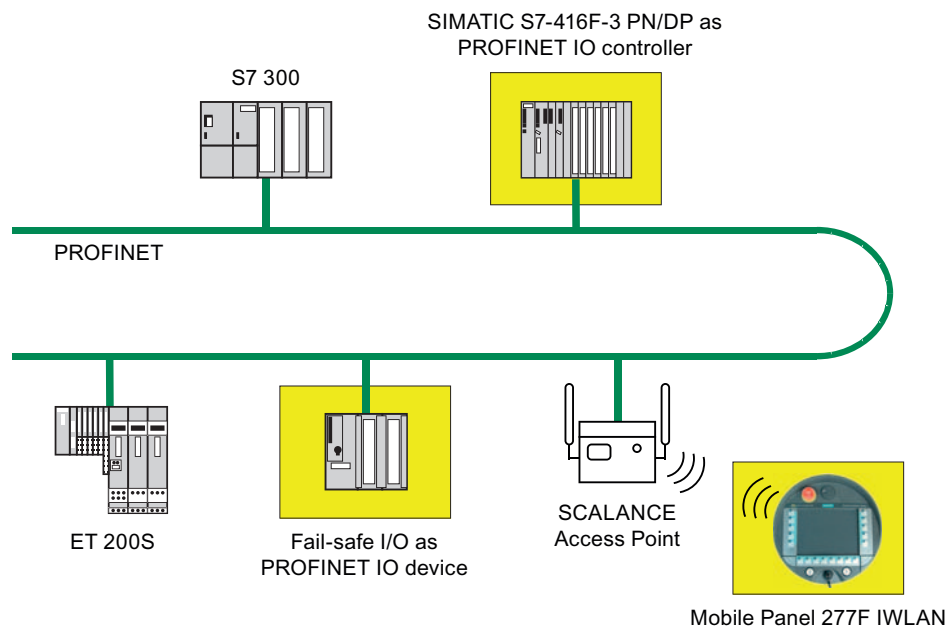 SIMATIC S7-416F-3 PN/DP as
PROFINET IO controller
S7 300
PROFINET
ET 200S
Fail-safe I/O as
PROFINET IO device
SCALANCE
Access Point
Mobile Panel 277F IWLAN